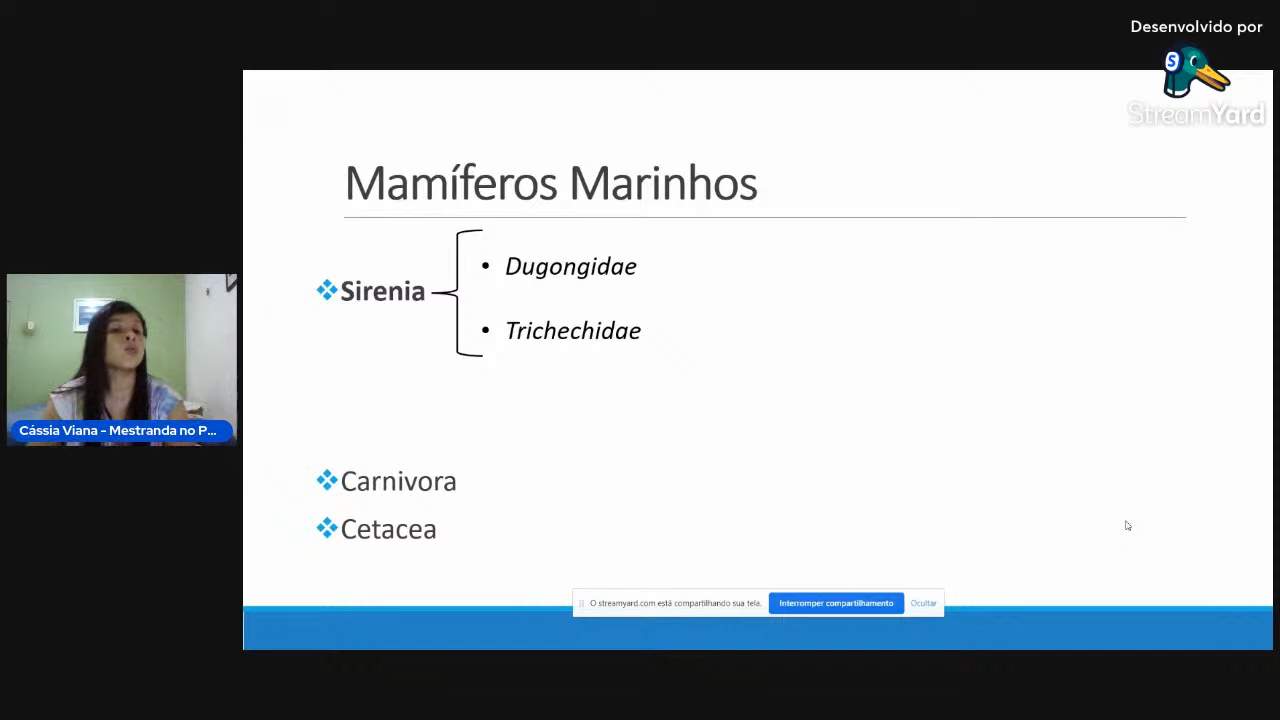 Desenvolvido por
S
StreamYard
Mamíferos Marinhos
Sirenia
• Dugongidae
• Trichechidae
Carnivora
Cetacea
Cássia Viana - Mestranda no P...
O streamyard.com está compartilhando sua tela.
Interromper compartilhamento
Ocultar